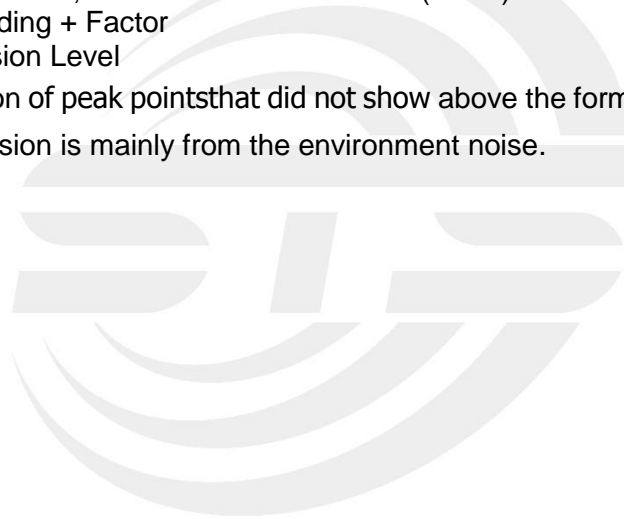 ding + Factor
sion Level
on of peak pointsthat did not show above the form
sion is mainly from the environment noise.
STS